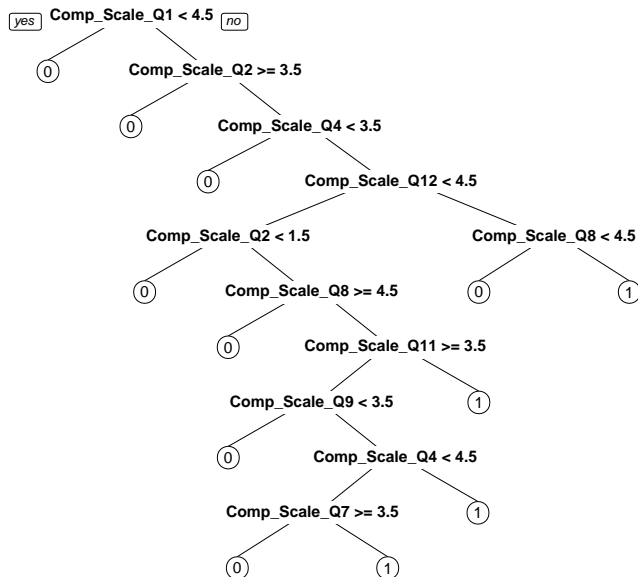 yes Comp_Scale_Q1 < 4.5 no
0 Comp_Scale_Q2 >= 3.5
0 Comp_Scale_Q4 < 3.5
0 Comp_Scale_Q12 < 4.5
Comp_Scale_Q2 < 1.5 Comp_Scale_Q8 < 4.5
0 Comp_Scale_Q8 >= 4.5 0 1
0 Comp_Scale_Q11 >= 3.5
Comp_Scale_Q9 < 3.5 1
0 Comp_Scale_Q4 < 4.5
Comp_Scale_Q7 >= 3.5 1
0 1